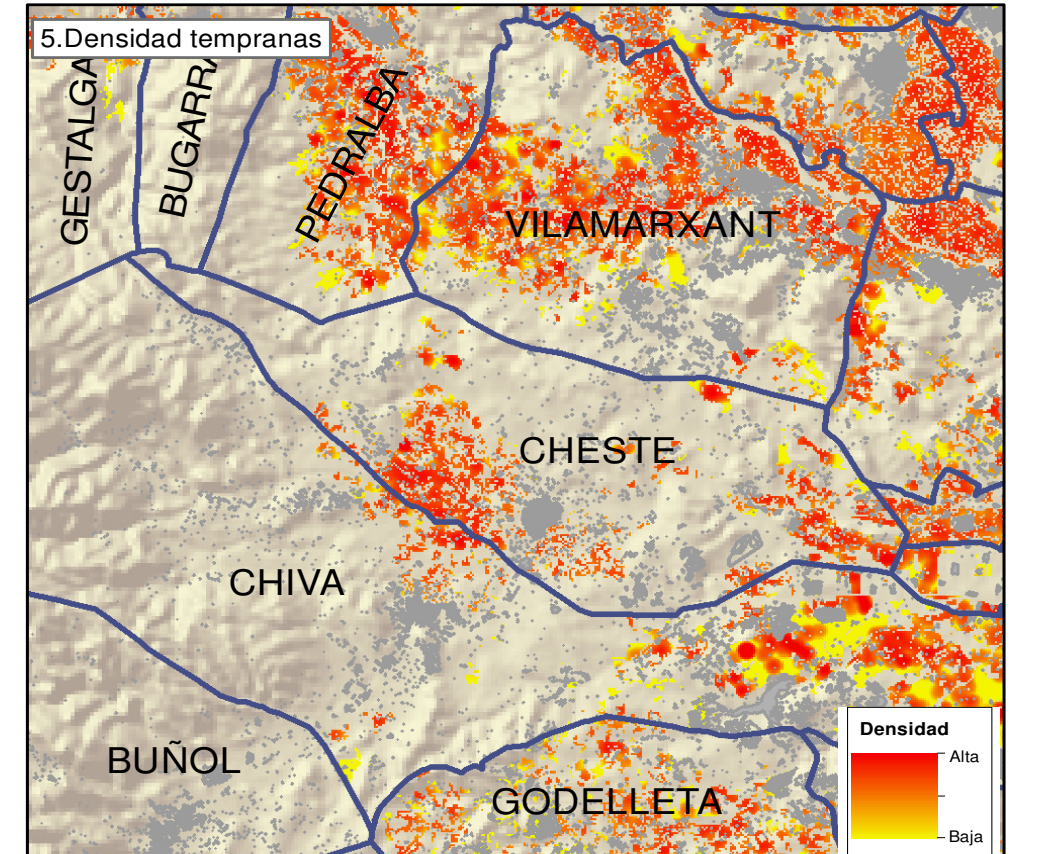 5.Densidad tempranas
GESTALGA
BUGARRA
PEDRALBA
VILAMARXANT
CHESTE
CHIVA
BUÑOL
GODELLETA
Densidad
Alta
Baja